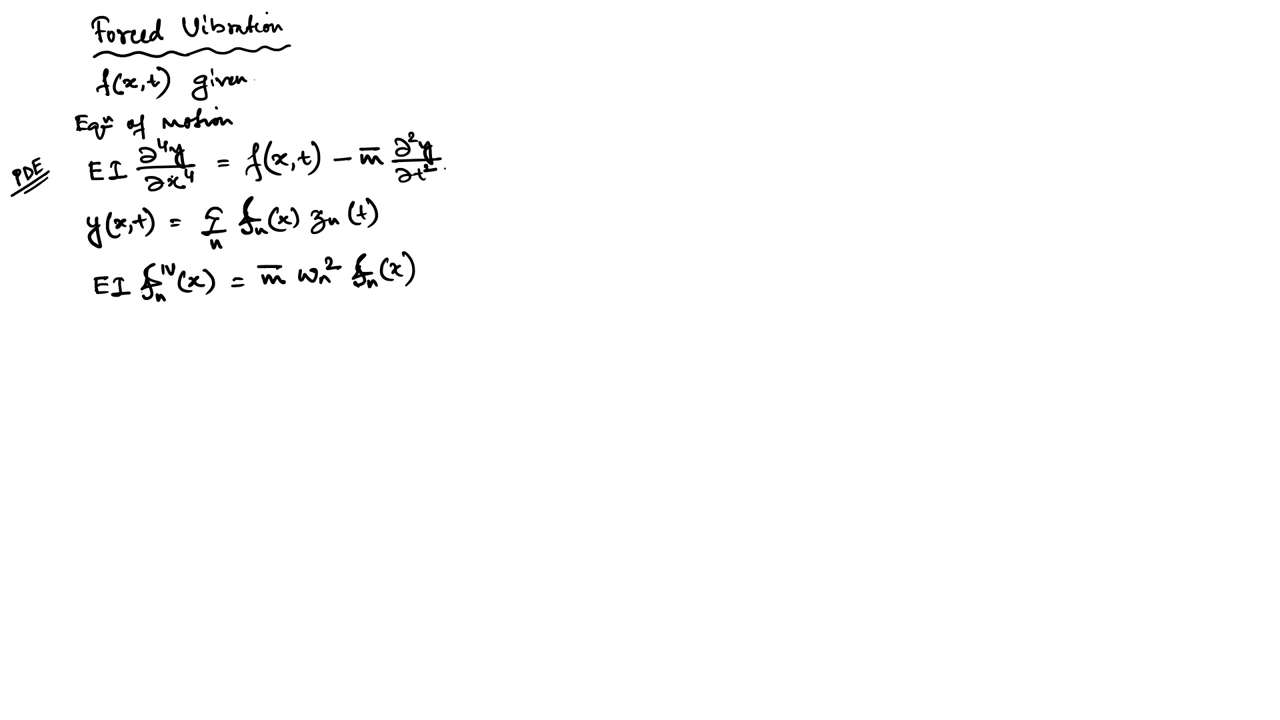 Forced Vibration
f(x,t) given
Eqⁿ of motion
PDE EI ∂⁴y/∂x⁴ = f(x,t) − m̅ ∂²y/∂t²
y(x,t) = Σₙ fₙ(x) zₙ(t)
EI fₙᴵⱽ(x) = m̅ ωₙ² fₙ(x)